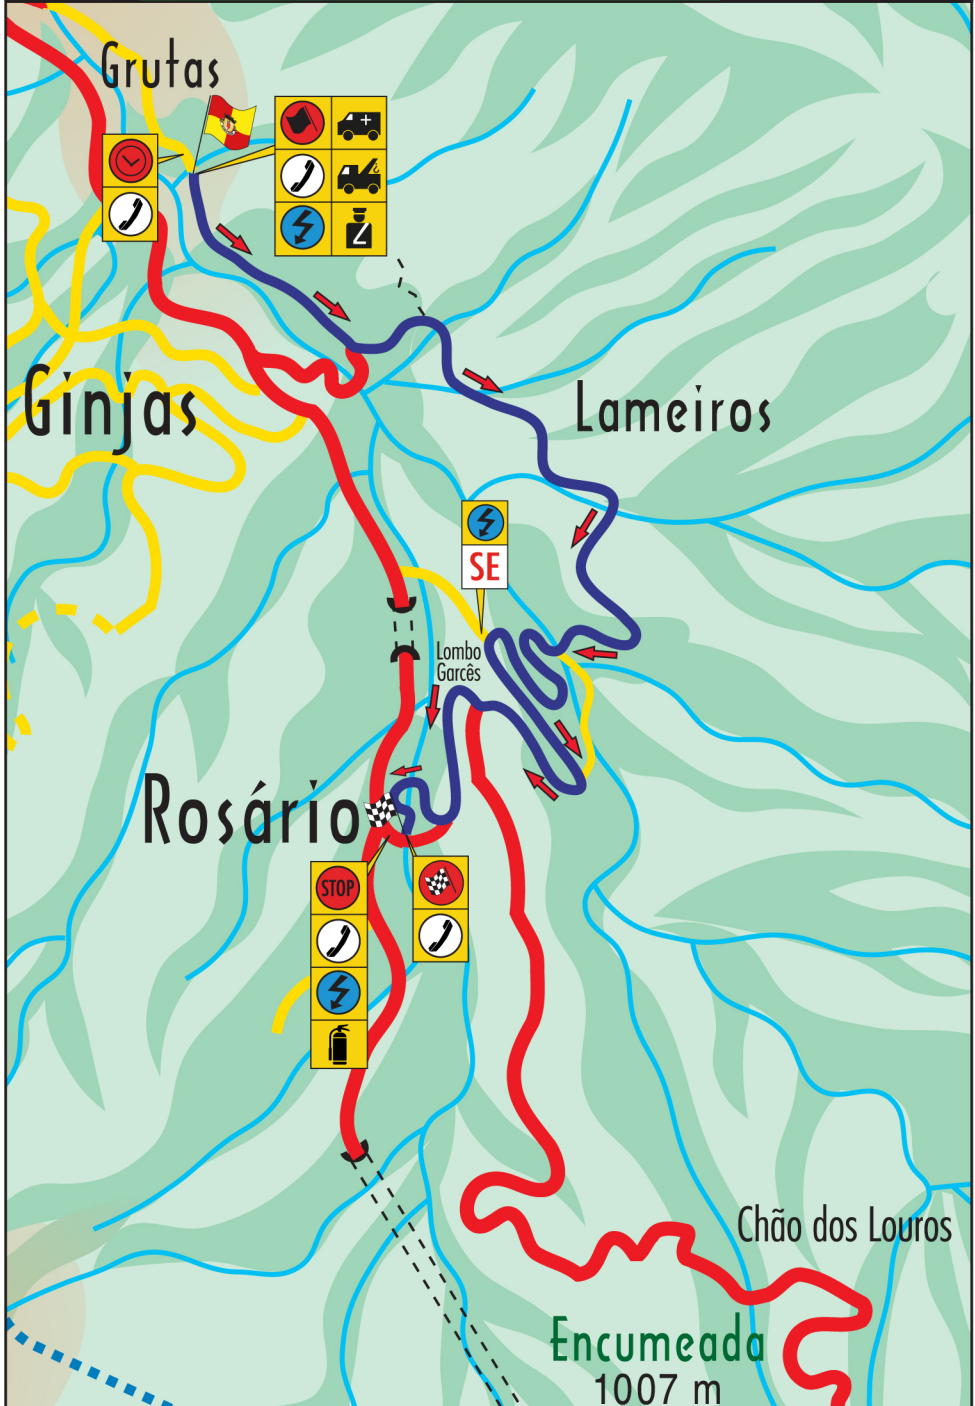 Grutas
Ginjas
Lameiros
SE
Lombo
Garcês
Rosário
STOP
Chão dos Louros
Encumeada
1007 m